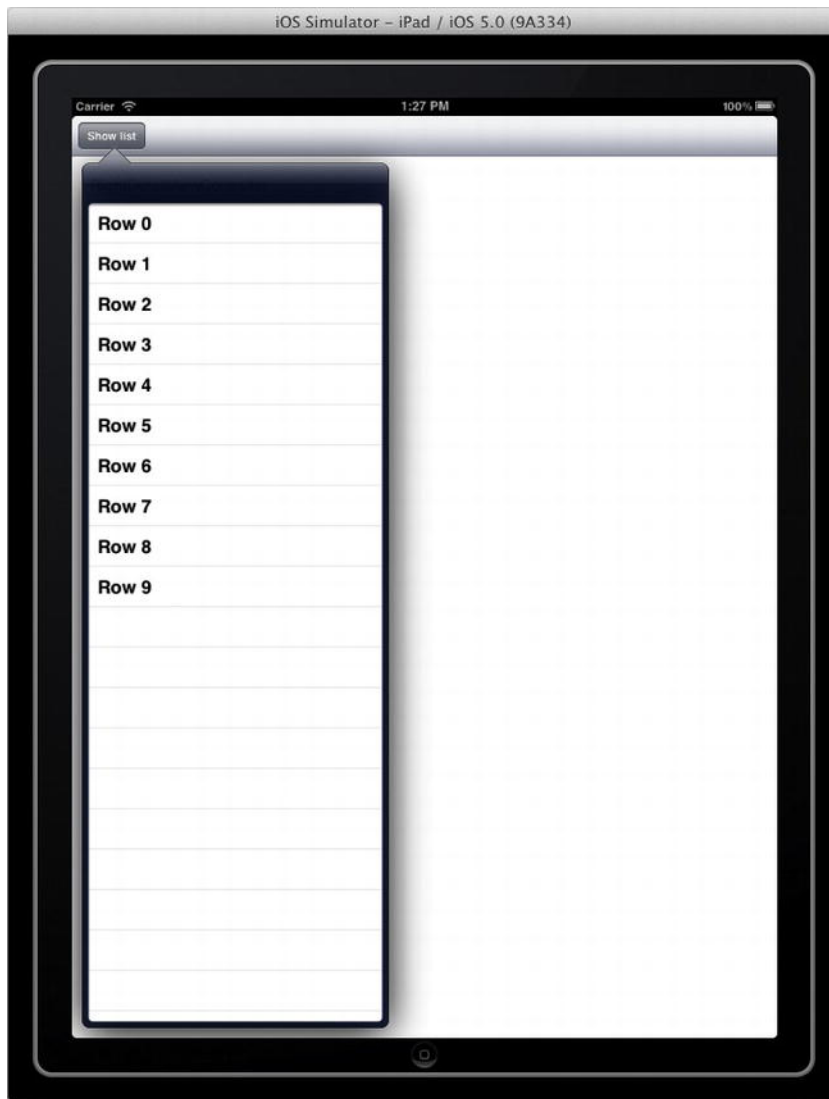 iOS Simulator – iPad / iOS 5.0 (9A334)
Carrier 1:27 PM 100%
Show list
Row 0
Row 1
Row 2
Row 3
Row 4
Row 5
Row 6
Row 7
Row 8
Row 9